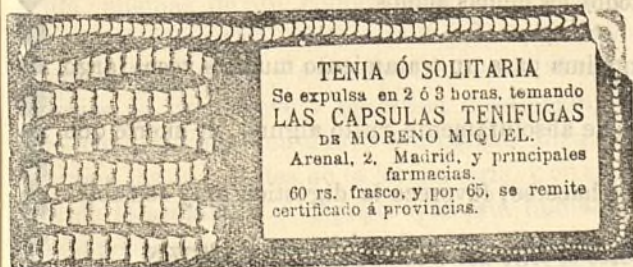 TENIA Ó SOLITARIA
Se expulsa en 2 ó 3 horas, tomando
LAS CAPSULAS TENIFUGAS
DE MORENO MIQUEL.
Arenal, 2, Madrid, y principales
farmacias.
60 rs. frasco, y por 65, se remite
certificado á provincias.